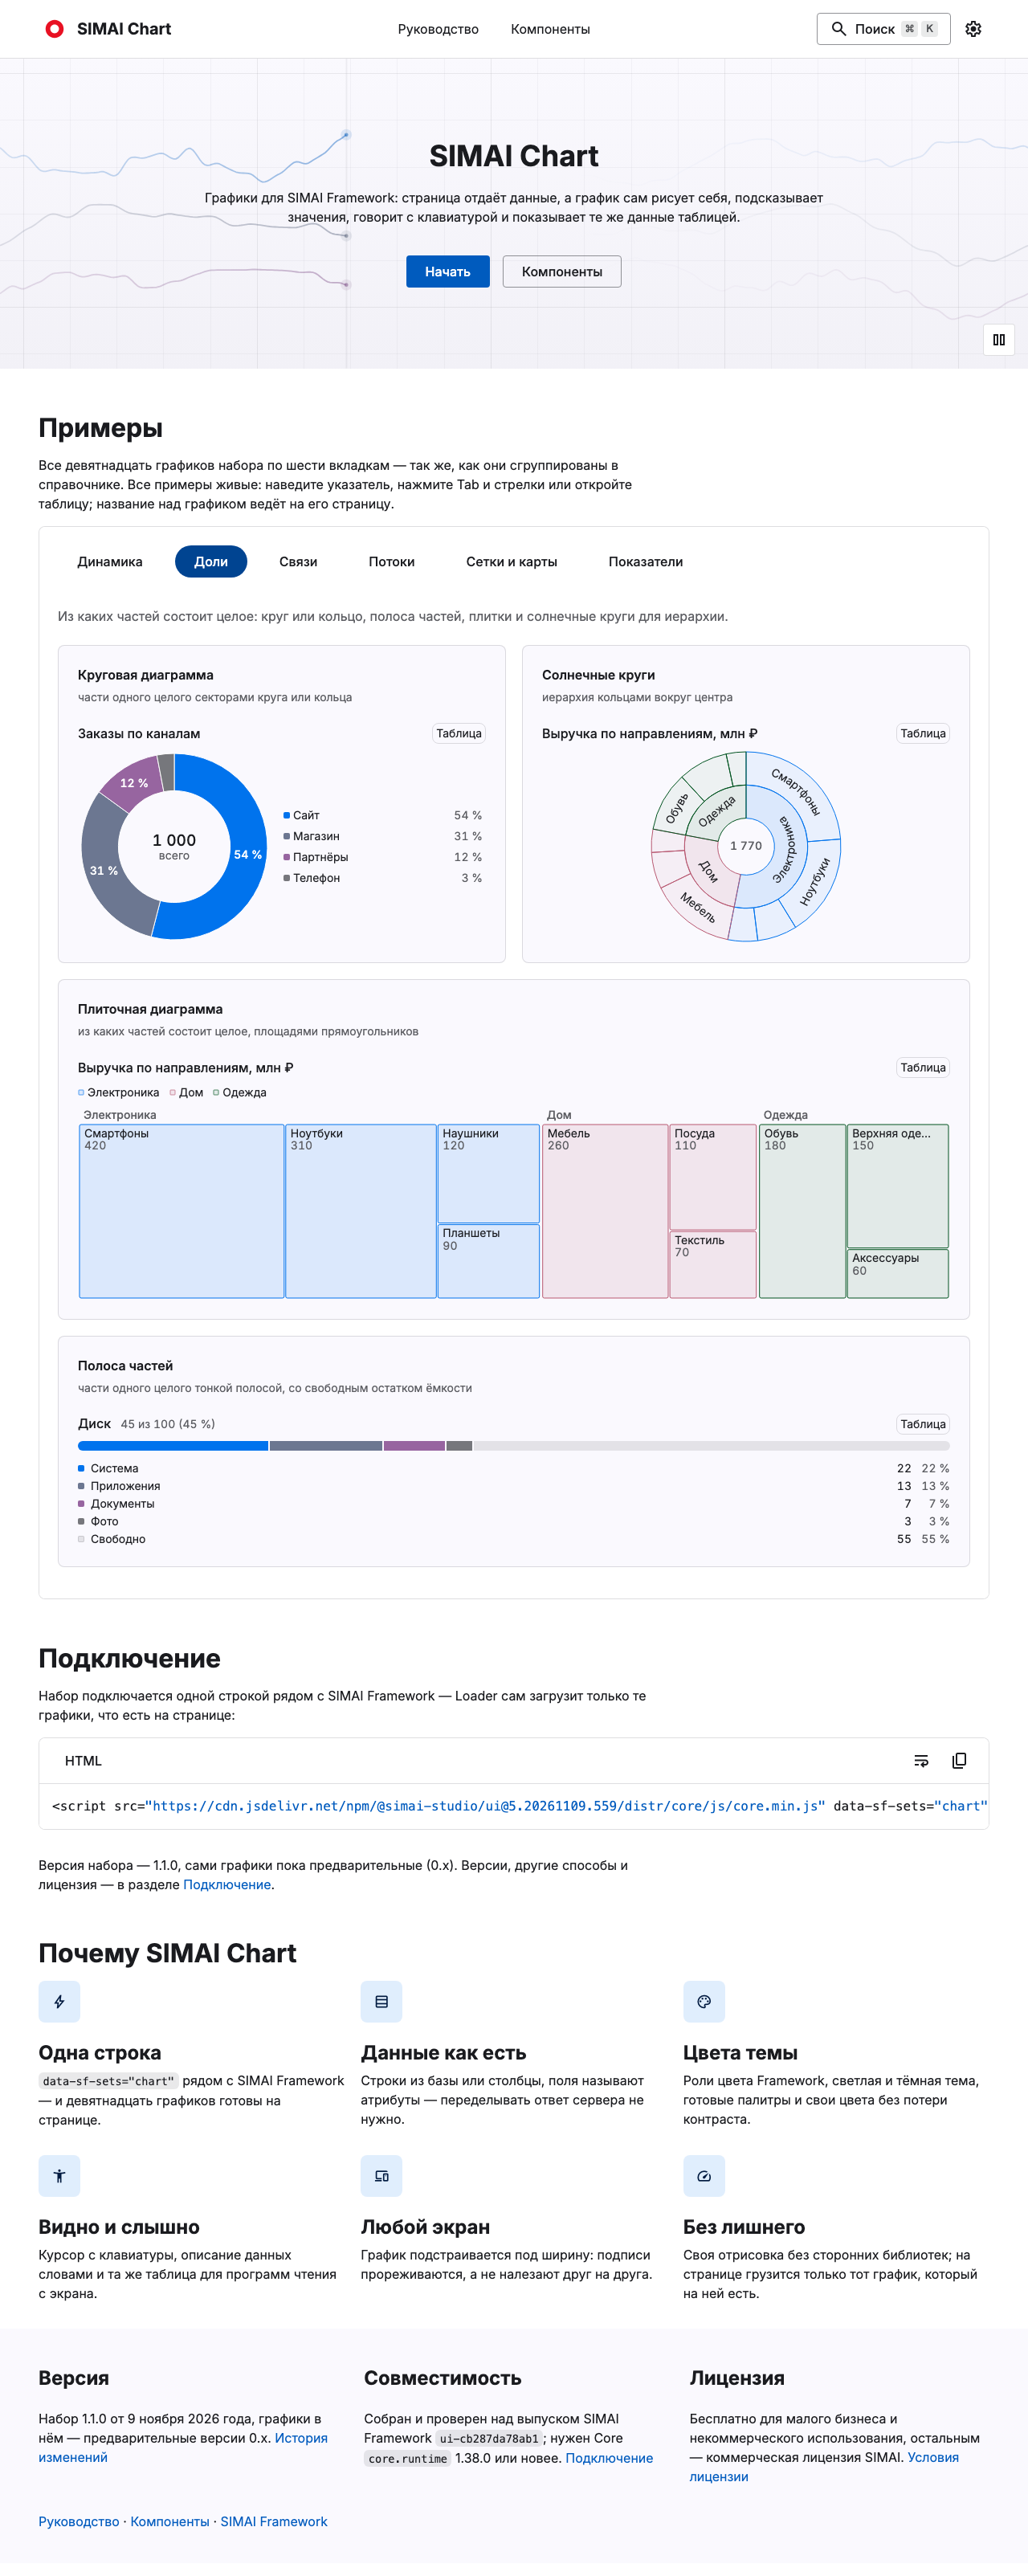 SIMAI Chart
Руководство
Компоненты
Поиск ⌘ K
SIMAI Chart
Графики для SIMAI Framework: страница отдаёт данные, а график сам рисует себя, подсказывает
значения, говорит с клавиатурой и показывает те же данные таблицей.
Начать
Компоненты
Примеры
Все девятнадцать графиков набора по шести вкладкам — так же, как они сгруппированы в
справочнике. Все примеры живые: наведите указатель, нажмите Tab и стрелки или откройте
таблицу; название над графиком ведёт на его страницу.
Динамика
Доли
Связи
Потоки
Сетки и карты
Показатели
Из каких частей состоит целое: круг или кольцо, полоса частей, плитки и солнечные круги для иерархии.
Круговая диаграмма
части одного целого секторами круга или кольца
Заказы по каналам
Таблица
12 %
31 %
54 %
1 000
всего
Сайт 54 %
Магазин 31 %
Партнёры 12 %
Телефон 3 %
Солнечные круги
иерархия кольцами вокруг центра
Выручка по направлениям, млн ₽
Таблица
Смартфоны
Обувь
Одежда
Электроника
1 770
Дом
Ноутбуки
Мебель
Плиточная диаграмма
из каких частей состоит целое, площадями прямоугольников
Выручка по направлениям, млн ₽
Таблица
Электроника Дом Одежда
Электроника
Дом
Одежда
Смартфоны
420
Ноутбуки
310
Наушники
120
Планшеты
90
Мебель
260
Посуда
110
Текстиль
70
Обувь
180
Верхняя оде...
150
Аксессуары
60
Полоса частей
части одного целого тонкой полосой, со свободным остатком ёмкости
Диск 45 из 100 (45 %)
Таблица
Система 22 22 %
Приложения 13 13 %
Документы 7 7 %
Фото 3 3 %
Свободно 55 55 %
Подключение
Набор подключается одной строкой рядом с SIMAI Framework — Loader сам загрузит только те
графики, что есть на странице:
HTML
<script src="https://cdn.jsdelivr.net/npm/@simai-studio/ui@5.20261109.559/distr/core/js/core.min.js" data-sf-sets="chart"
Версия набора — 1.1.0, сами графики пока предварительные (0.x). Версии, другие способы и
лицензия — в разделе Подключение.
Почему SIMAI Chart
Одна строка
data-sf-sets="chart" рядом с SIMAI Framework
— и девятнадцать графиков готовы на
странице.
Данные как есть
Строки из базы или столбцы, поля называют
атрибуты — переделывать ответ сервера не
нужно.
Цвета темы
Роли цвета Framework, светлая и тёмная тема,
готовые палитры и свои цвета без потери
контраста.
Видно и слышно
Курсор с клавиатуры, описание данных
словами и та же таблица для программ чтения
с экрана.
Любой экран
График подстраивается под ширину: подписи
прореживаются, а не налезают друг на друга.
Без лишнего
Своя отрисовка без сторонних библиотек; на
странице грузится только тот график, который
на ней есть.
Версия
Набор 1.1.0 от 9 ноября 2026 года, графики в
нём — предварительные версии 0.x. История
изменений
Совместимость
Собран и проверен над выпуском SIMAI
Framework ui-cb287da78ab1; нужен Core
core.runtime 1.38.0 или новее. Подключение
Лицензия
Бесплатно для малого бизнеса и
некоммерческого использования, остальным
— коммерческая лицензия SIMAI. Условия
лицензии
Руководство · Компоненты · SIMAI Framework